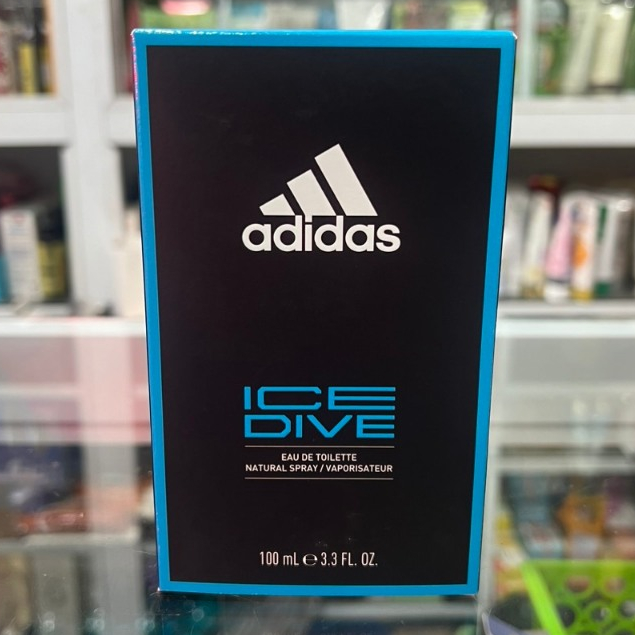 adidas
ICE
DIVE
EAU DE TOILETTE
NATURAL SPRAY / VAPORISATEUR
100 mL ℮ 3.3 FL. OZ.